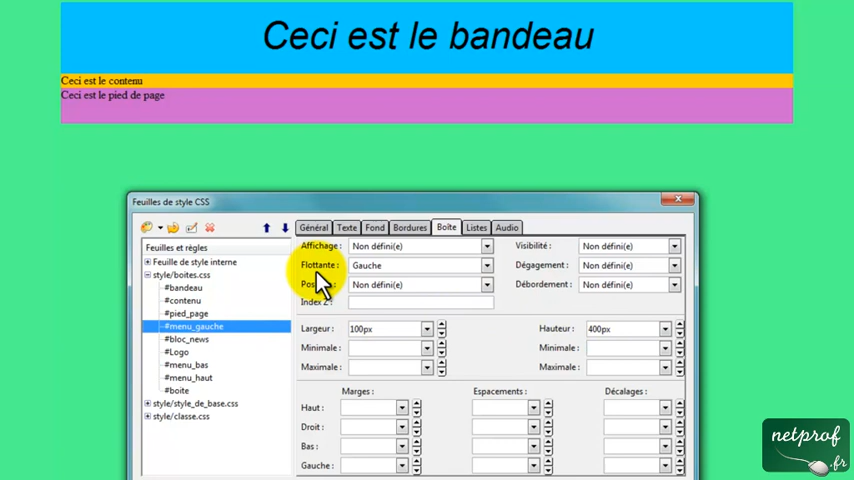 Ceci est le bandeau
Ceci est le contenu
Ceci est le pied de page
Feuilles de style CSS
Général Texte Fond Bordures Boîte Listes Audio
Feuilles et règles
Affichage : Non défini(e) Visibilité : Non défini(e)
Feuille de style interne
Flottante : Gauche Dégagement : Non défini(e)
style/boites.css
Non défini(e) Débordement : Non défini(e)
#bandeau
#contenu
Index Z :
#pied_page
#menu_gauche
Largeur : 100px Hauteur : 400px
#bloc_news
Minimale : Minimale :
#Logo
#menu_bas
Maximale : Maximale :
#menu_haut
#boite
Marges : Espacements : Décalages :
style/style_de_base.css
Haut :
style/classe.css
Droit :
Bas :
Gauche :
netprof
.fr